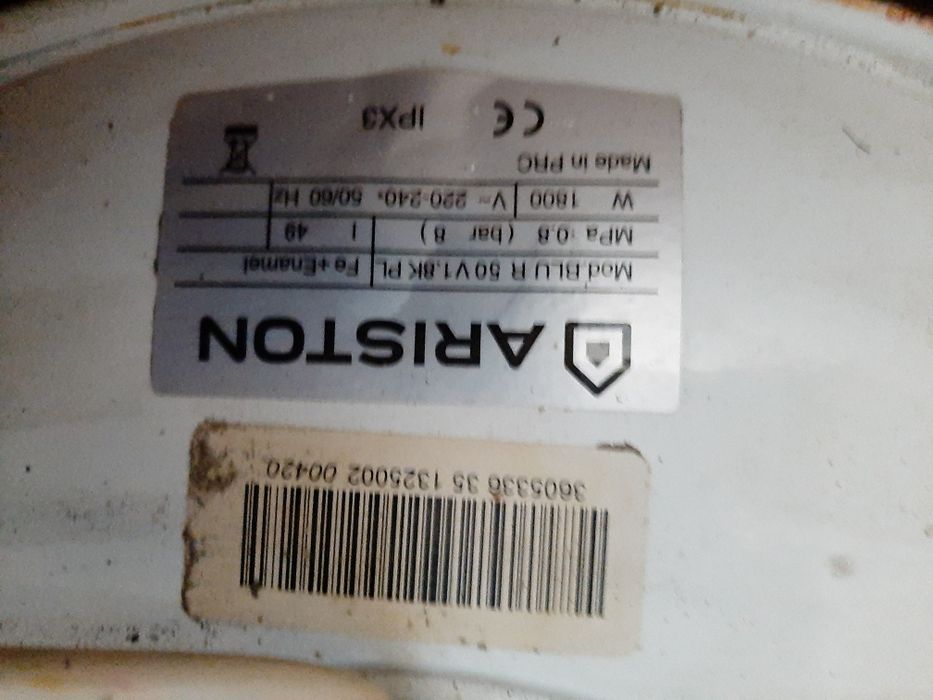 ARISTON
Mod.BLU R 50 V 1.8K PL Fe+Enamel
MPa 0.8 (bar 8) l 49
W 1800 V~ 220-240 50/60 Hz
Made in PRC
CE IPX3
3605336 35 1325002 00420